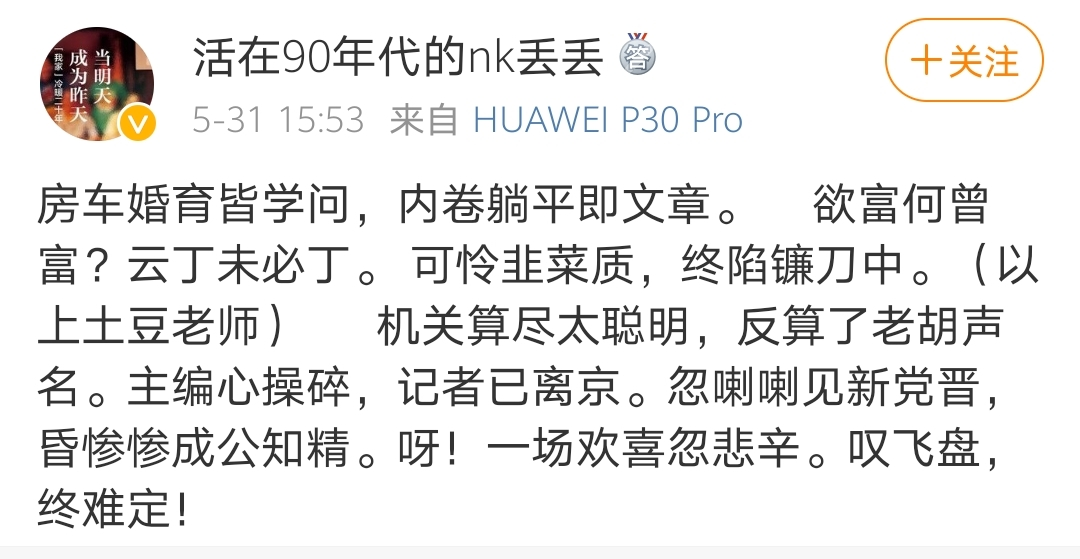 当明天
成为昨天
「我家」冷暖二十年
活在90年代的nk丢丢
答
+关注
5-31 15:53 来自 HUAWEI P30 Pro
房车婚育皆学问，内卷躺平即文章。 欲富何曾
富？云丁未必丁。可怜韭菜质，终陷镰刀中。（以
上土豆老师） 机关算尽太聪明，反算了老胡声
名。主编心操碎，记者已离京。忽喇喇见新党晋，
昏惨惨成公知精。呀！一场欢喜忽悲辛。叹飞盘，
终难定！